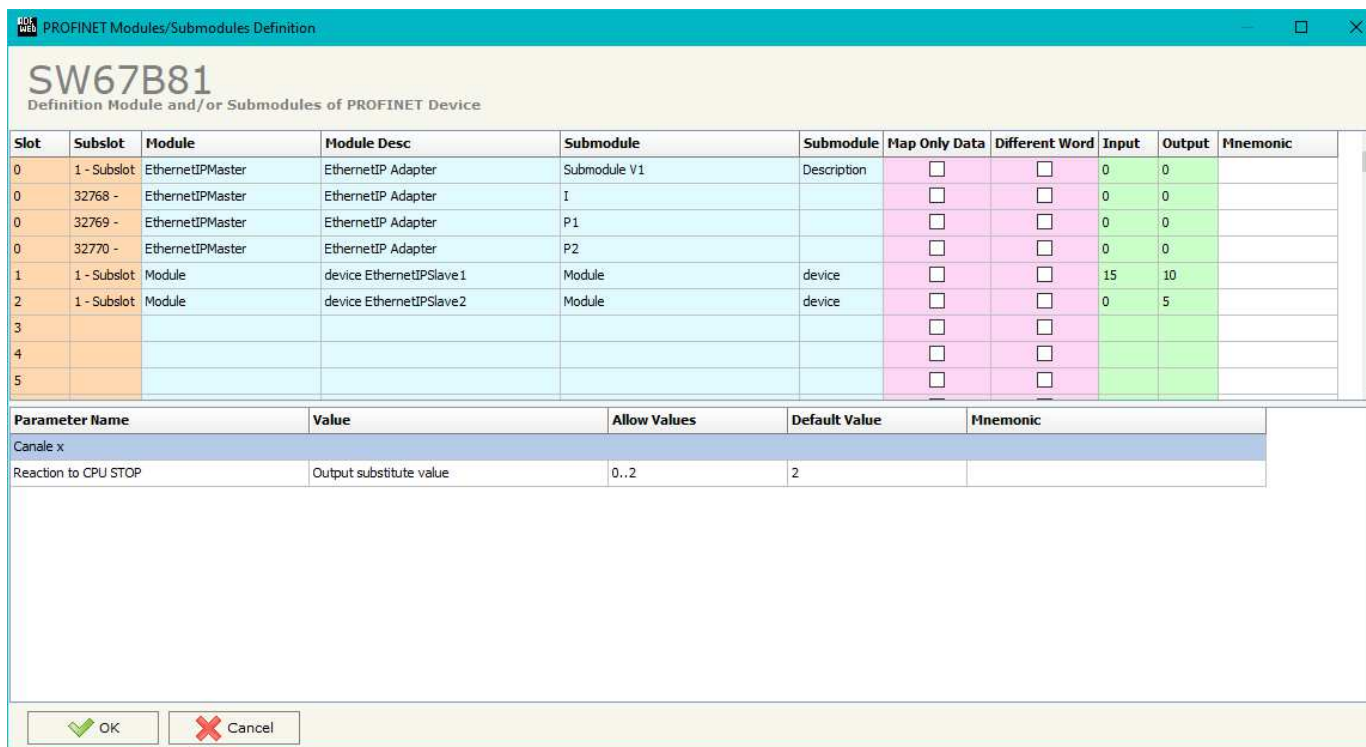 ADF WEB PROFINET Modules/Submodules Definition
SW67B81
Definition Module and/or Submodules of PROFINET Device
Slot Subslot Module Module Desc Submodule Submodule Map Only Data Different Word Input Output Mnemonic
0 1 - Subslot EthernetIPMaster EthernetIP Adapter Submodule V1 Description 0 0
0 32768 - EthernetIPMaster EthernetIP Adapter I 0 0
0 32769 - EthernetIPMaster EthernetIP Adapter P1 0 0
0 32770 - EthernetIPMaster EthernetIP Adapter P2 0 0
1 1 - Subslot Module device EthernetIPSlave1 Module device 15 10
2 1 - Subslot Module device EthernetIPSlave2 Module device 0 5
3
4
5
Parameter Name Value Allow Values Default Value Mnemonic
Canale x
Reaction to CPU STOP Output substitute value 0..2 2
OK Cancel